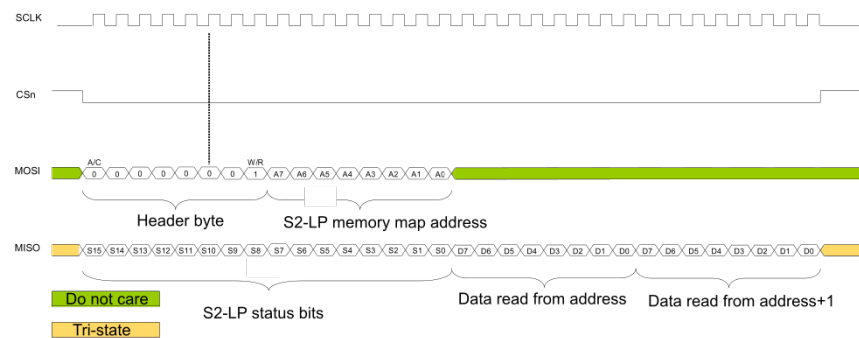 SCLK
CSn
A/C W/R
MOSI 0 0 0 0 0 0 0 1 A7 A6 A5 A4 A3 A2 A1 A0
Header byte S2-LP memory map address
MISO S15 S14 S13 S12 S11 S10 S9 S8 S7 S6 S5 S4 S3 S2 S1 S0 D7 D6 D5 D4 D3 D2 D1 D0 D7 D6 D5 D4 D3 D2 D1 D0
Do not care S2-LP status bits Data read from address Data read from address+1
Tri-state